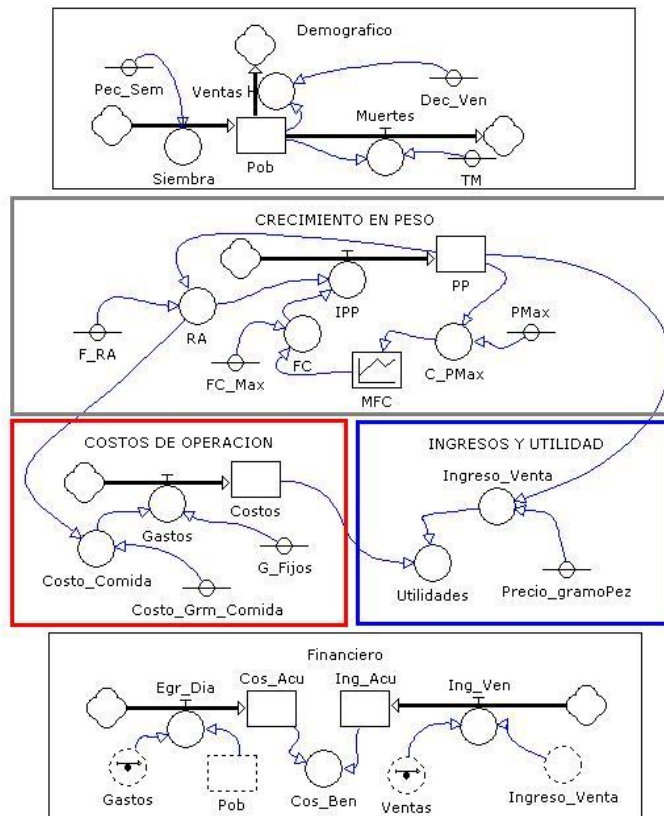 Demografico
Pec_Sem
Ventas
Dec_Ven
Muertes
Siembra
Pob
TM
CRECIMIENTO EN PESO
PP
IPP
PMax
F_RA
RA
FC_Max
FC
MFC
C_PMax
COSTOS DE OPERACION
Gastos
Costos
Costo_Comida
G_Fijos
Costo_Grm_Comida
INGRESOS Y UTILIDAD
Ingreso_Venta
Utilidades
Precio_gramoPez
Financiero
Egr_Dia
Cos_Acu
Ing_Acu
Ing_Ven
Gastos
Pob
Cos_Ben
Ventas
Ingreso_Venta